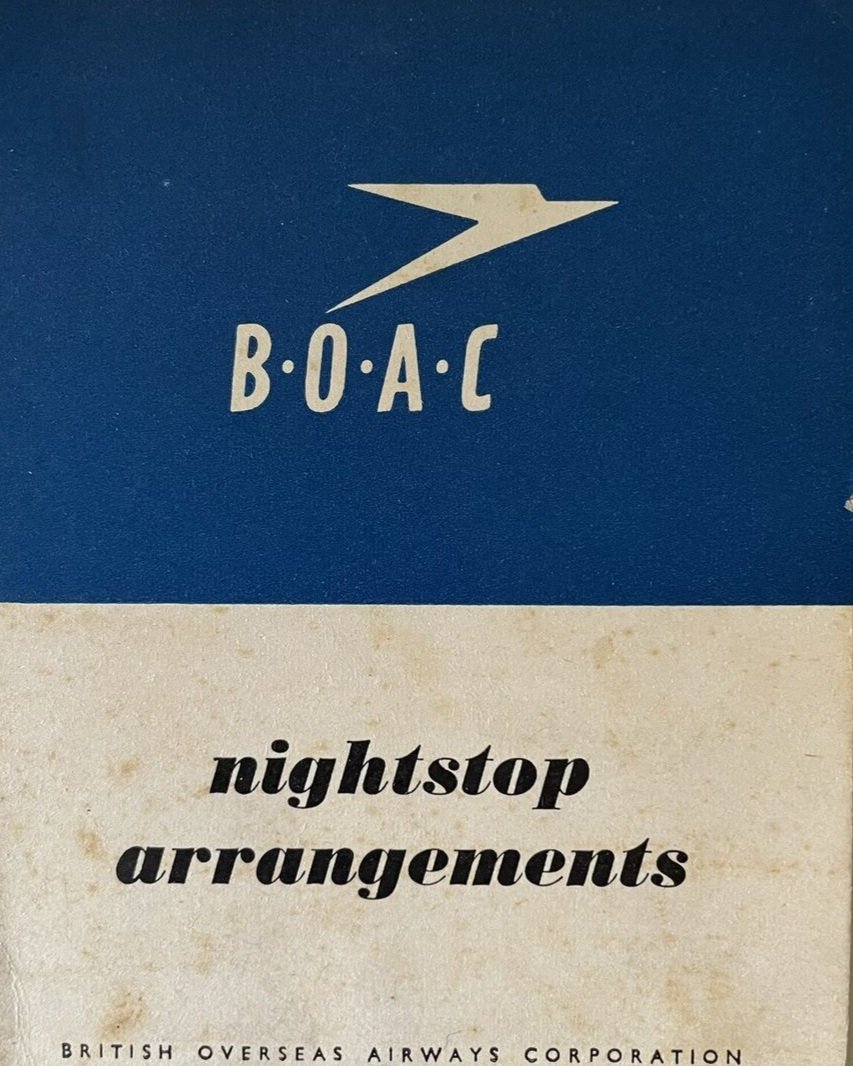 B·O·A·C
nightstop
arrangements
BRITISH OVERSEAS AIRWAYS CORPORATION